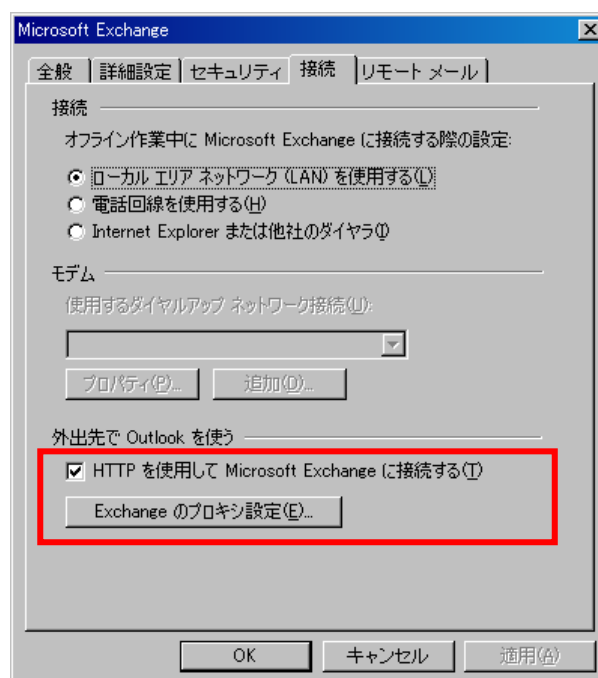 Microsoft Exchange
全般 詳細設定 セキュリティ 接続 リモート メール
接続
オフライン作業中に Microsoft Exchange に接続する際の設定:
ローカル エリア ネットワーク (LAN) を使用する(L)
電話回線を使用する(H)
Internet Explorer または他社のダイヤラ(I)
モデム
使用するダイヤルアップ ネットワーク接続(U):
プロパティ(P)... 追加(D)...
外出先で Outlook を使う
HTTP を使用して Microsoft Exchange に接続する(T)
Exchange のプロキシ設定(E)...
OK キャンセル 適用(A)